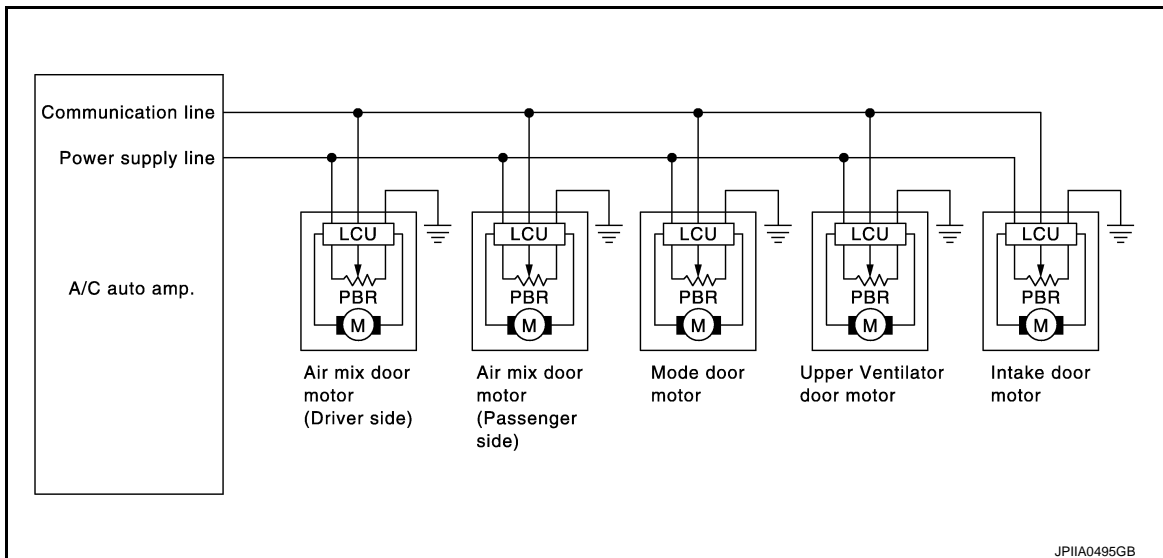 Communication line
Power supply line
A/C auto amp.
LCU
PBR
M
Air mix door
motor
(Driver side)
LCU
PBR
M
Air mix door
motor
(Passenger
side)
LCU
PBR
M
Mode door
motor
LCU
PBR
M
Upper Ventilator
door motor
LCU
PBR
M
Intake door
motor
JPIIA0495GB